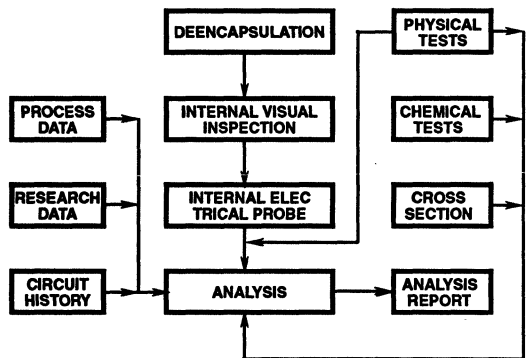 DEENCAPSULATION
PHYSICAL
TESTS
PROCESS
DATA
INTERNAL VISUAL
INSPECTION
CHEMICAL
TESTS
RESEARCH
DATA
INTERNAL ELEC
TRICAL PROBE
CROSS
SECTION
CIRCUIT
HISTORY
ANALYSIS
ANALYSIS
REPORT